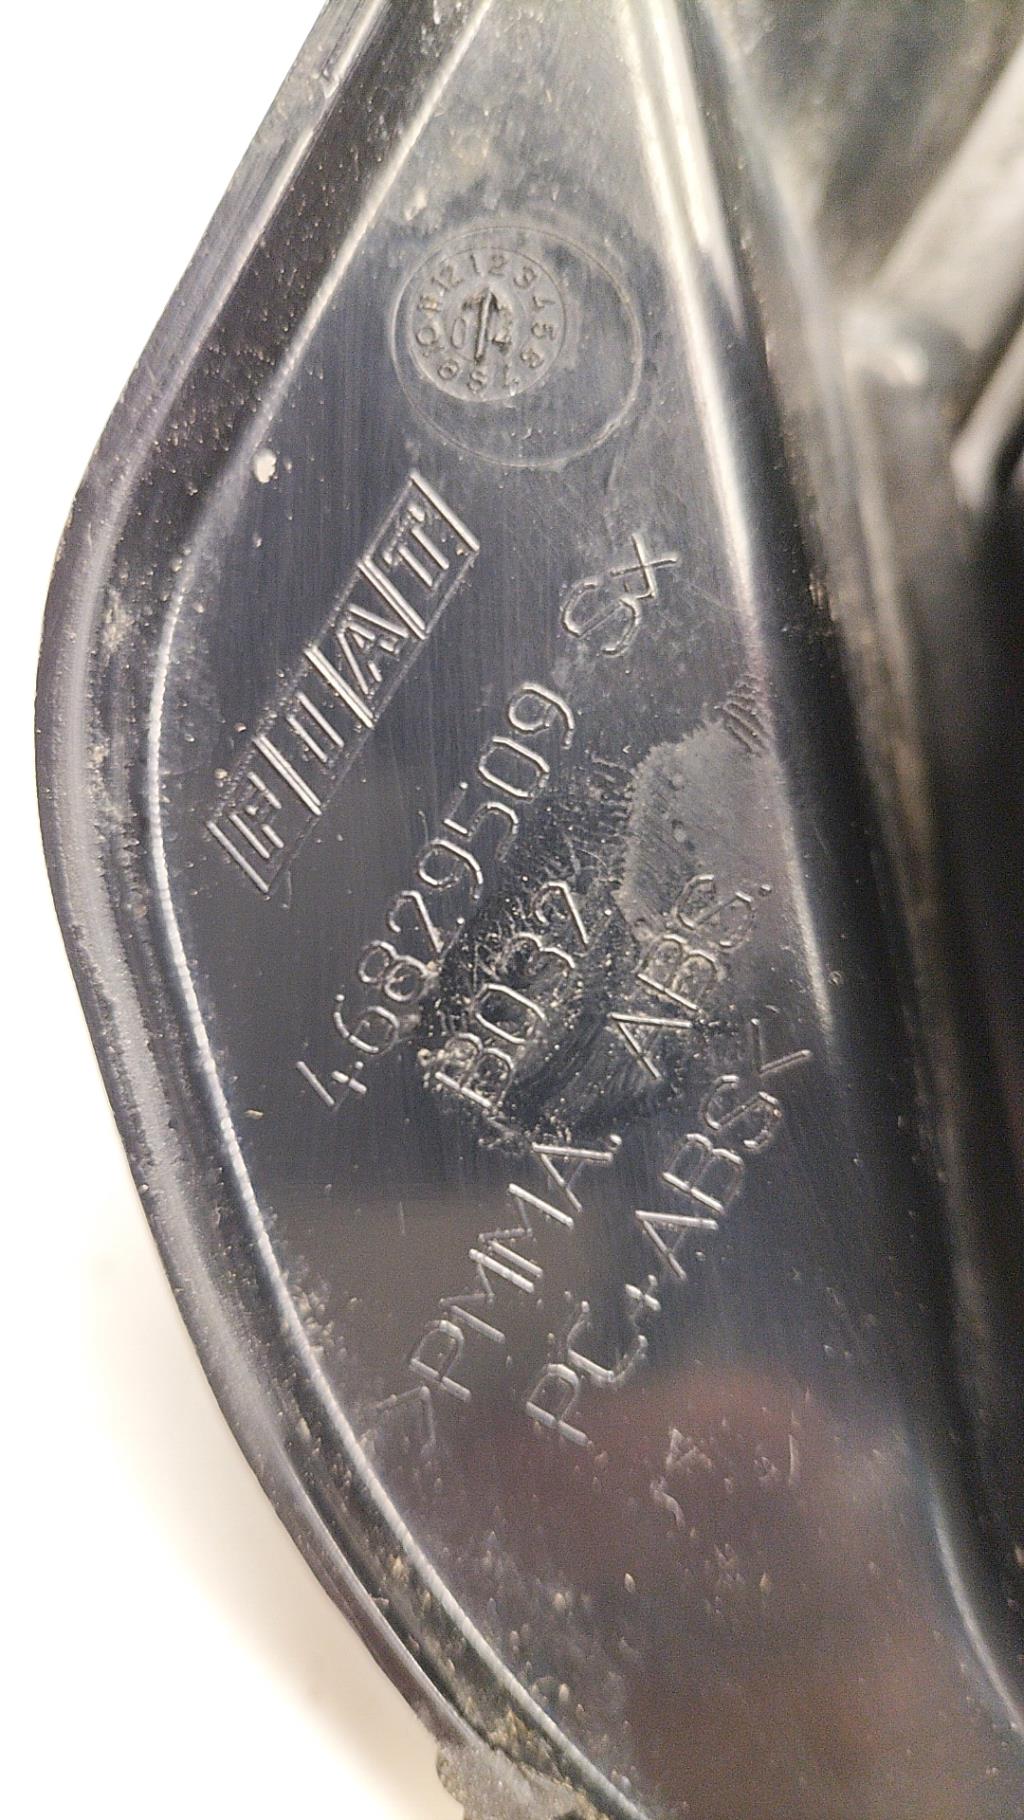 FIAT
46829509 Sx
B032
>PMMA. ABS.
PC+ABS<